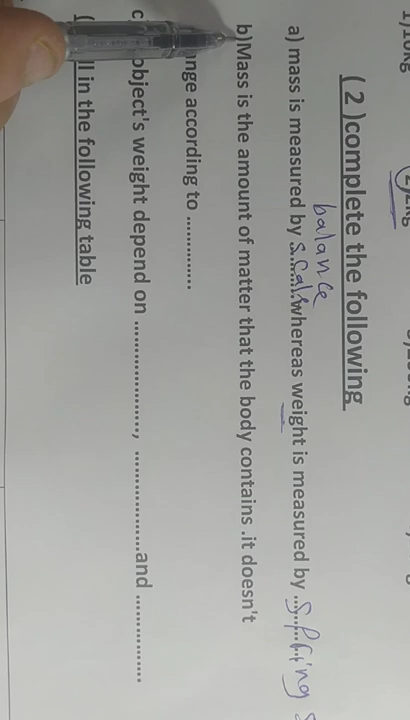 ( 2 )complete the following
balance
a) mass is measured by scal whereas weight is measured by ......... spring
b)Mass is the amount of matter that the body contains .it doesn't
nge according to ..............
object's weight depend on ....................., ..................and ...............
ll in the following table